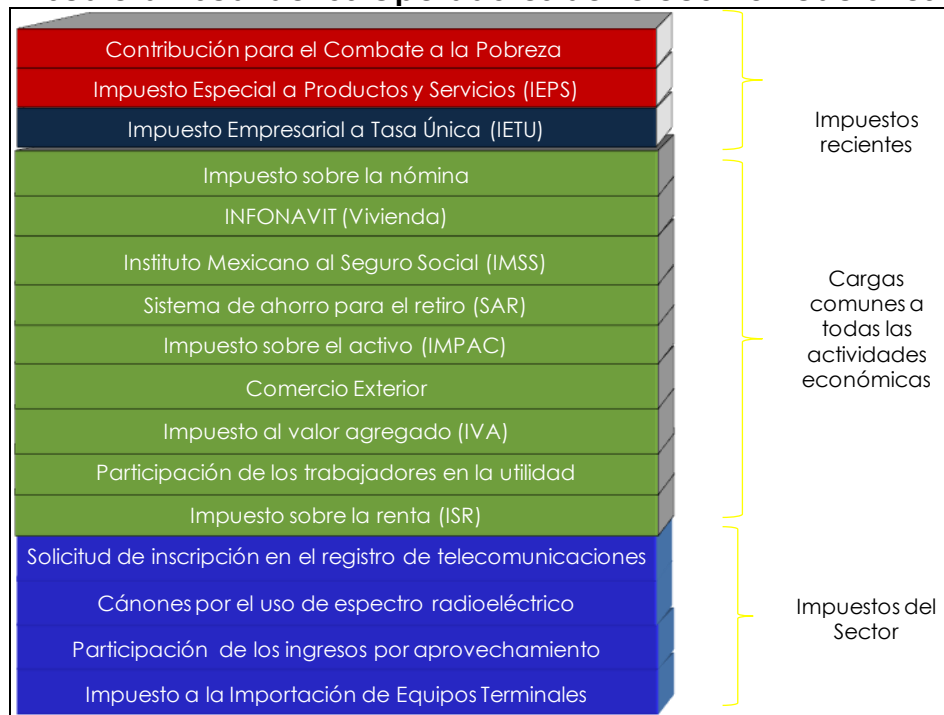 Contribución para el Combate a la Pobreza
Impuesto Especial a Productos y Servicios (IEPS)
Impuesto Empresarial a Tasa Única (IETU)
Impuestos
recientes
Impuesto sobre la nómina
INFONAVIT (Vivienda)
Instituto Mexicano al Seguro Social (IMSS)
Sistema de ahorro para el retiro (SAR)
Impuesto sobre el activo (IMPAC)
Comercio Exterior
Impuesto al valor agregado (IVA)
Participación de los trabajadores en la utilidad
Impuesto sobre la renta (ISR)
Cargas
comunes a
todas las
actividades
económicas
Solicitud de inscripción en el registro de telecomunicaciones
Cánones por el uso de espectro radioeléctrico
Participación de los ingresos por aprovechamiento
Impuesto a la Importación de Equipos Terminales
Impuestos del
Sector